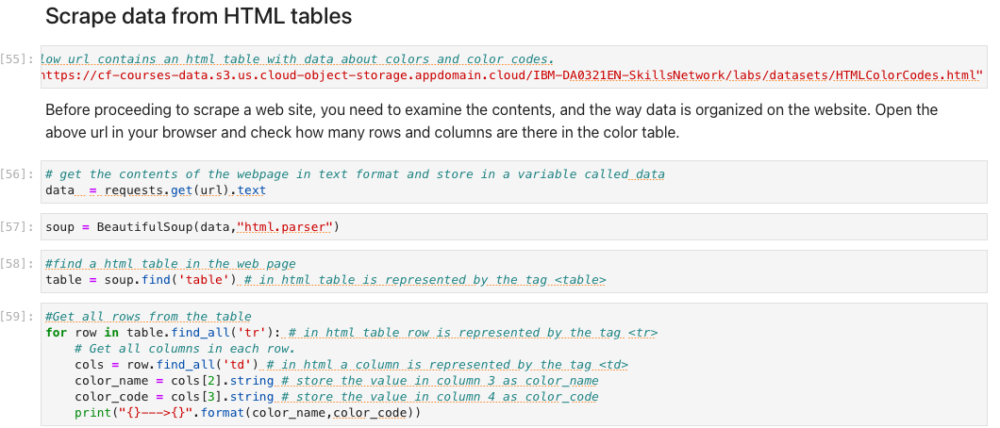 Scrape data from HTML tables
[55]: low url contains an html table with data about colors and color codes.
https://cf-courses-data.s3.us.cloud-object-storage.appdomain.cloud/IBM-DA0321EN-SkillsNetwork/labs/datasets/HTMLColorCodes.html"
Before proceeding to scrape a web site, you need to examine the contents, and the way data is organized on the website. Open the
above url in your browser and check how many rows and columns are there in the color table.
[56]: # get the contents of the webpage in text format and store in a variable called data
data  = requests.get(url).text
[57]: soup = BeautifulSoup(data,"html.parser")
[58]: #find a html table in the web page
table = soup.find('table') # in html table is represented by the tag <table>
[59]: #Get all rows from the table
for row in table.find_all('tr'): # in html table row is represented by the tag <tr>
    # Get all columns in each row.
    cols = row.find_all('td') # in html a column is represented by the tag <td>
    color_name = cols[2].string # store the value in column 3 as color_name
    color_code = cols[3].string # store the value in column 4 as color_code
    print("{}--->{}".format(color_name,color_code))